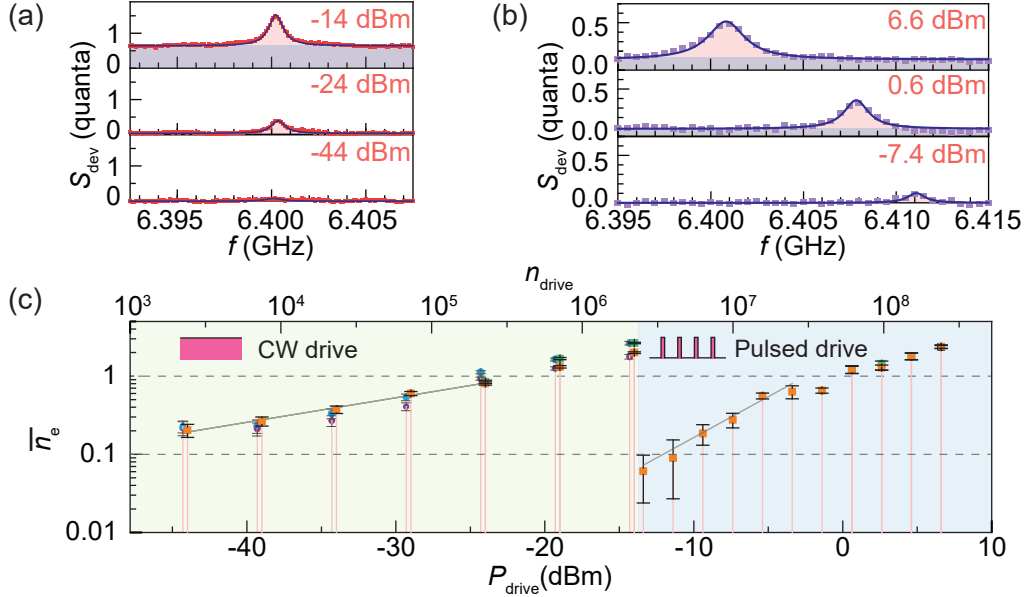 (a)
-14 dBm
1
0
-24 dBm
1
0
-44 dBm
1
0
S_dev (quanta)
6.395 6.400 6.405
f (GHz)
(b)
6.6 dBm
0.5
0.0
0.6 dBm
0.5
0.0
-7.4 dBm
0.5
0.0
S_dev (quanta)
6.395 6.400 6.405 6.410 6.415
f (GHz)
(c)
n_drive
10^3 10^4 10^5 10^6 10^7 10^8
CW drive
Pulsed drive
1
0.1
0.01
n̅_e
-40 -30 -20 -10 0 10
P_drive(dBm)